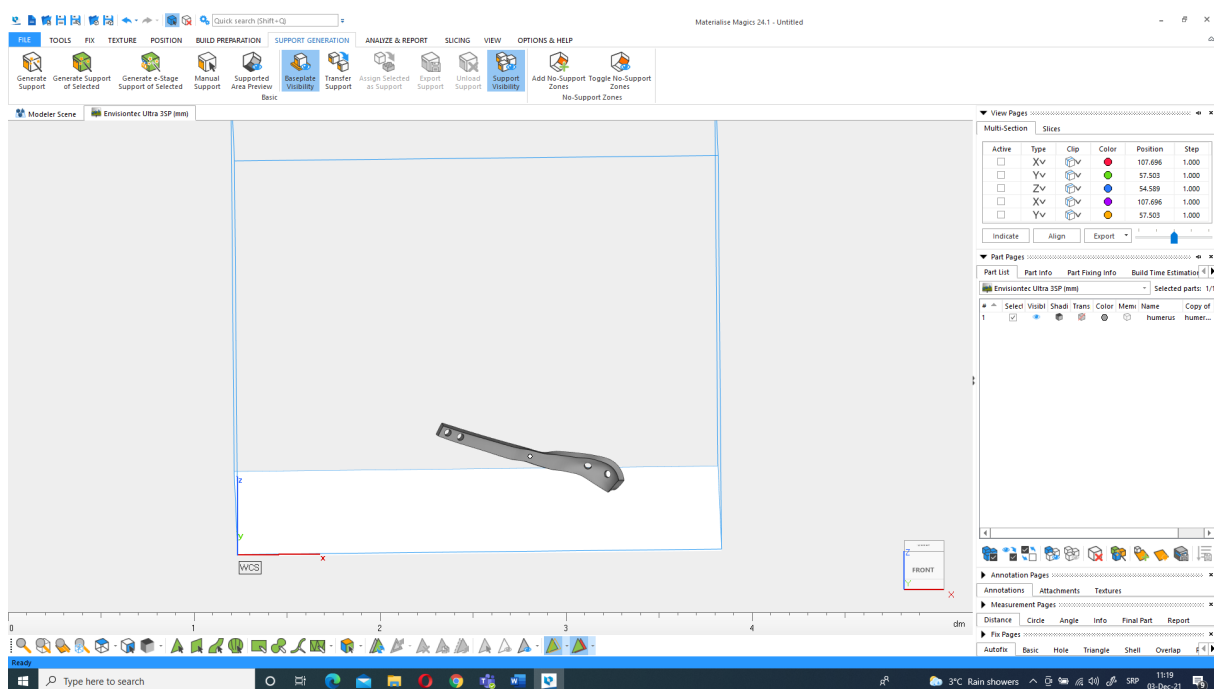 Quick search (Shift+Q)
Materialise Magics 24.1 - Untitled
FILE TOOLS FIX TEXTURE POSITION BUILD PREPARATION SUPPORT GENERATION ANALYZE & REPORT SLICING VIEW OPTIONS & HELP
Generate Generate Support Generate e-Stage Manual Supported Baseplate Transfer Assign Selected Export Unload Support Add No-Support Toggle No-Support
Support of Selected Support of Selected Support Area Preview Visibility Support as Support Support Support Visibility Zones Zones
Basic No-Support Zones
Modeler Scene Envisiontec Ultra 3SP (mm)
View Pages
Multi-Section Slices
Active Type Clip Color Position Step
X 107.696 1.000
Y 57.503 1.000
Z 54.589 1.000
X 107.696 1.000
Y 57.503 1.000
Indicate Align Export
Part Pages
Part List Part Info Part Fixing Info Build Time Estimation
Envisiontec Ultra 3SP (mm) Selected parts: 1/1
# Select Visibl Shadi Trans Color Mem Name Copy of
1 humerus humer...
z
y
x
WCS
Z
FRONT
Y
X
Annotation Pages
Annotations Attachments Textures
Measurement Pages
Distance Circle Angle Info Final Part Report
Fix Pages
Autofix Basic Hole Triangle Shell Overlap
0 1 2 3 4 dm
Ready
Type here to search
3°C Rain showers SRP 11:19
03-Dec-21